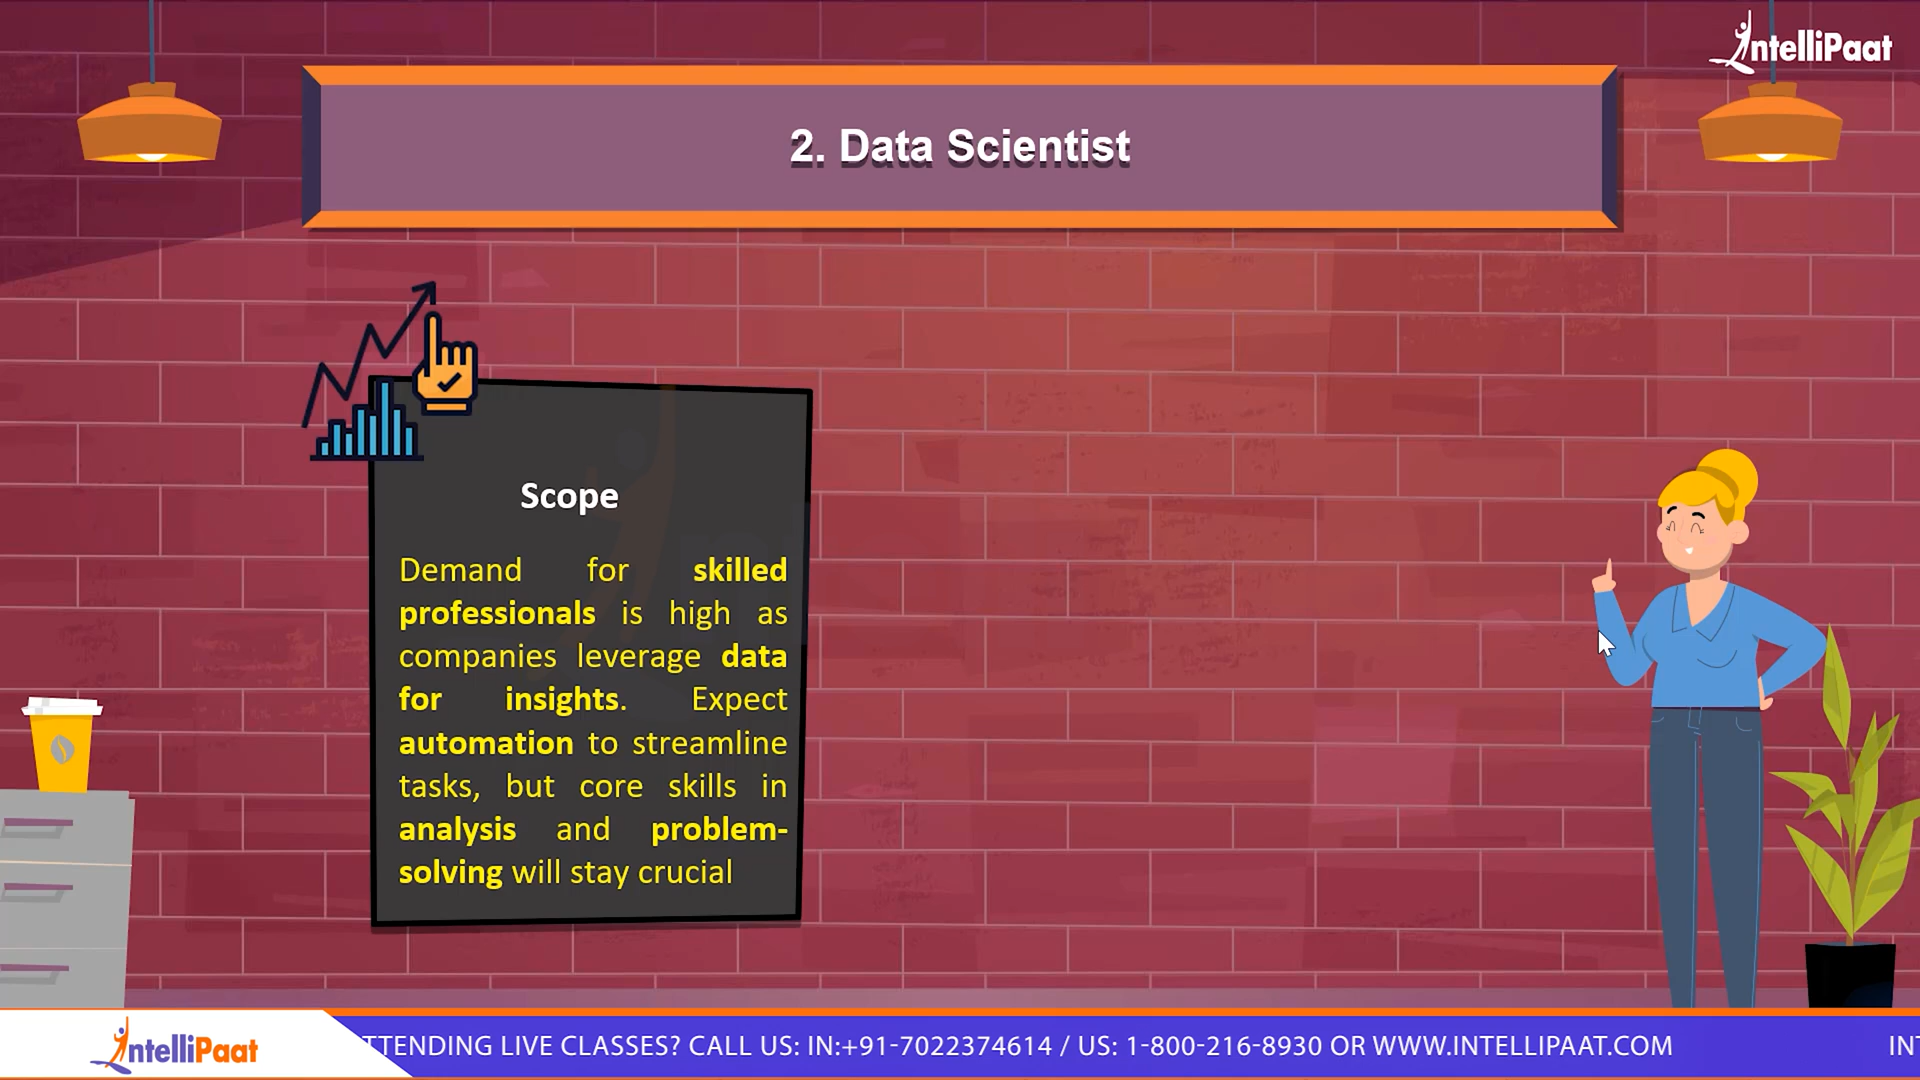 IntelliPaat
2. Data Scientist
Scope
Demand for skilled
professionals is high as
companies leverage data
for insights. Expect
automation to streamline
tasks, but core skills in
analysis and problem-
solving will stay crucial
IntelliPaat
TTENDING LIVE CLASSES? CALL US: IN:+91-7022374614 / US: 1-800-216-8930 OR WWW.INTELLIPAAT.COM
INT